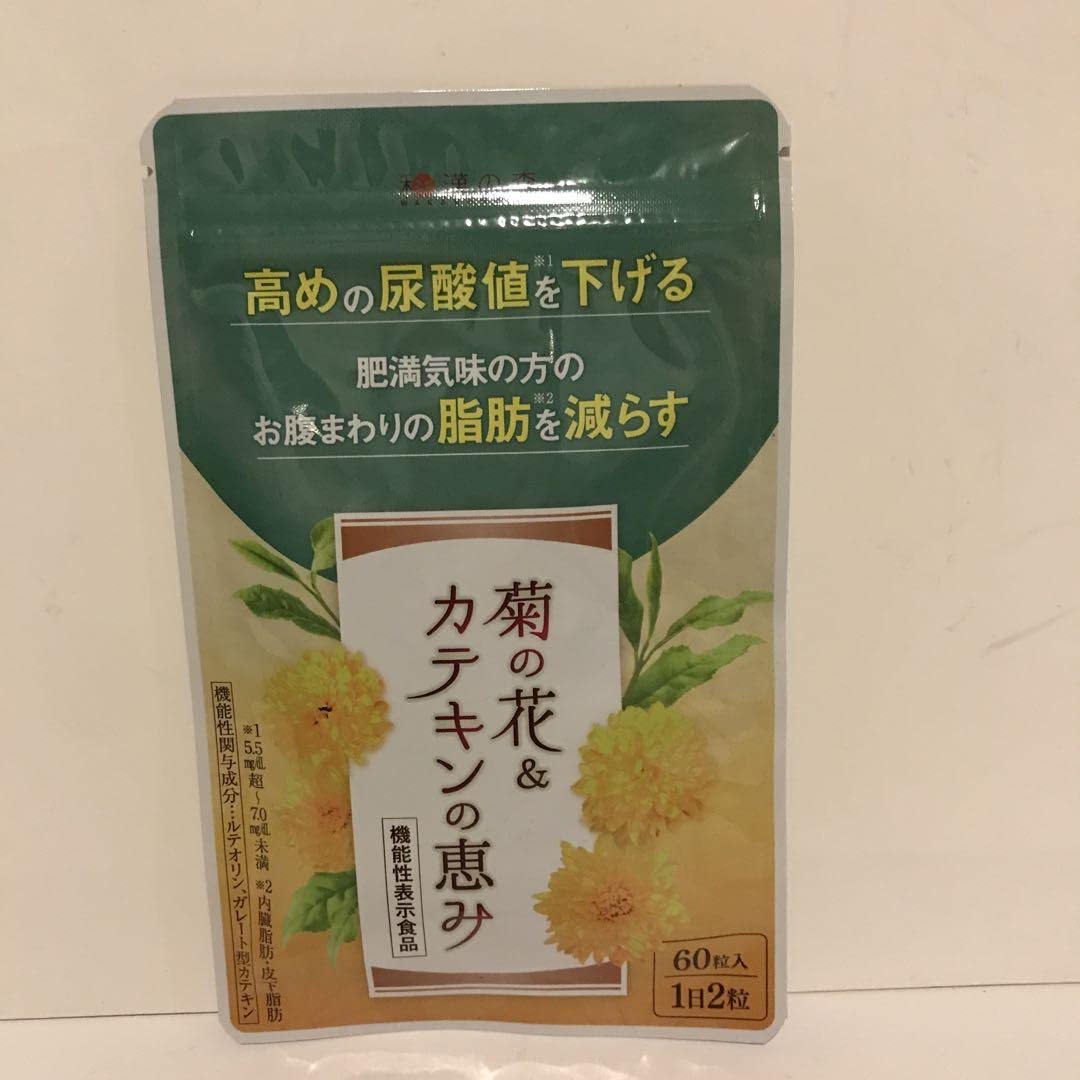 漢の森
高めの尿酸値※1を下げる
肥満気味の方の
お腹まわりの脂肪※2を減らす
菊の花&
カテキンの恵み
機能性表示食品
※1 5.5mg/dL超~7.0mg/dL未満 ※2 内臓脂肪・皮下脂肪
機能性関与成分…ルテオリン、ガレート型カテキン
60粒入
1日2粒